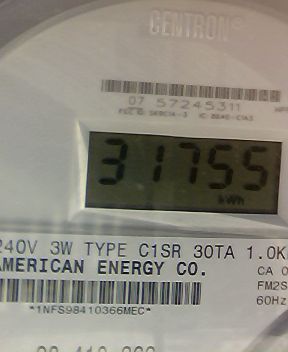 CENTRON®
07 57245311
31755
kWh
240V 3W TYPE C1SR 30TA 1.0K
AMERICAN ENERGY CO.
CA 0
FM2S
60Hz
*1NFS98410366MEC*